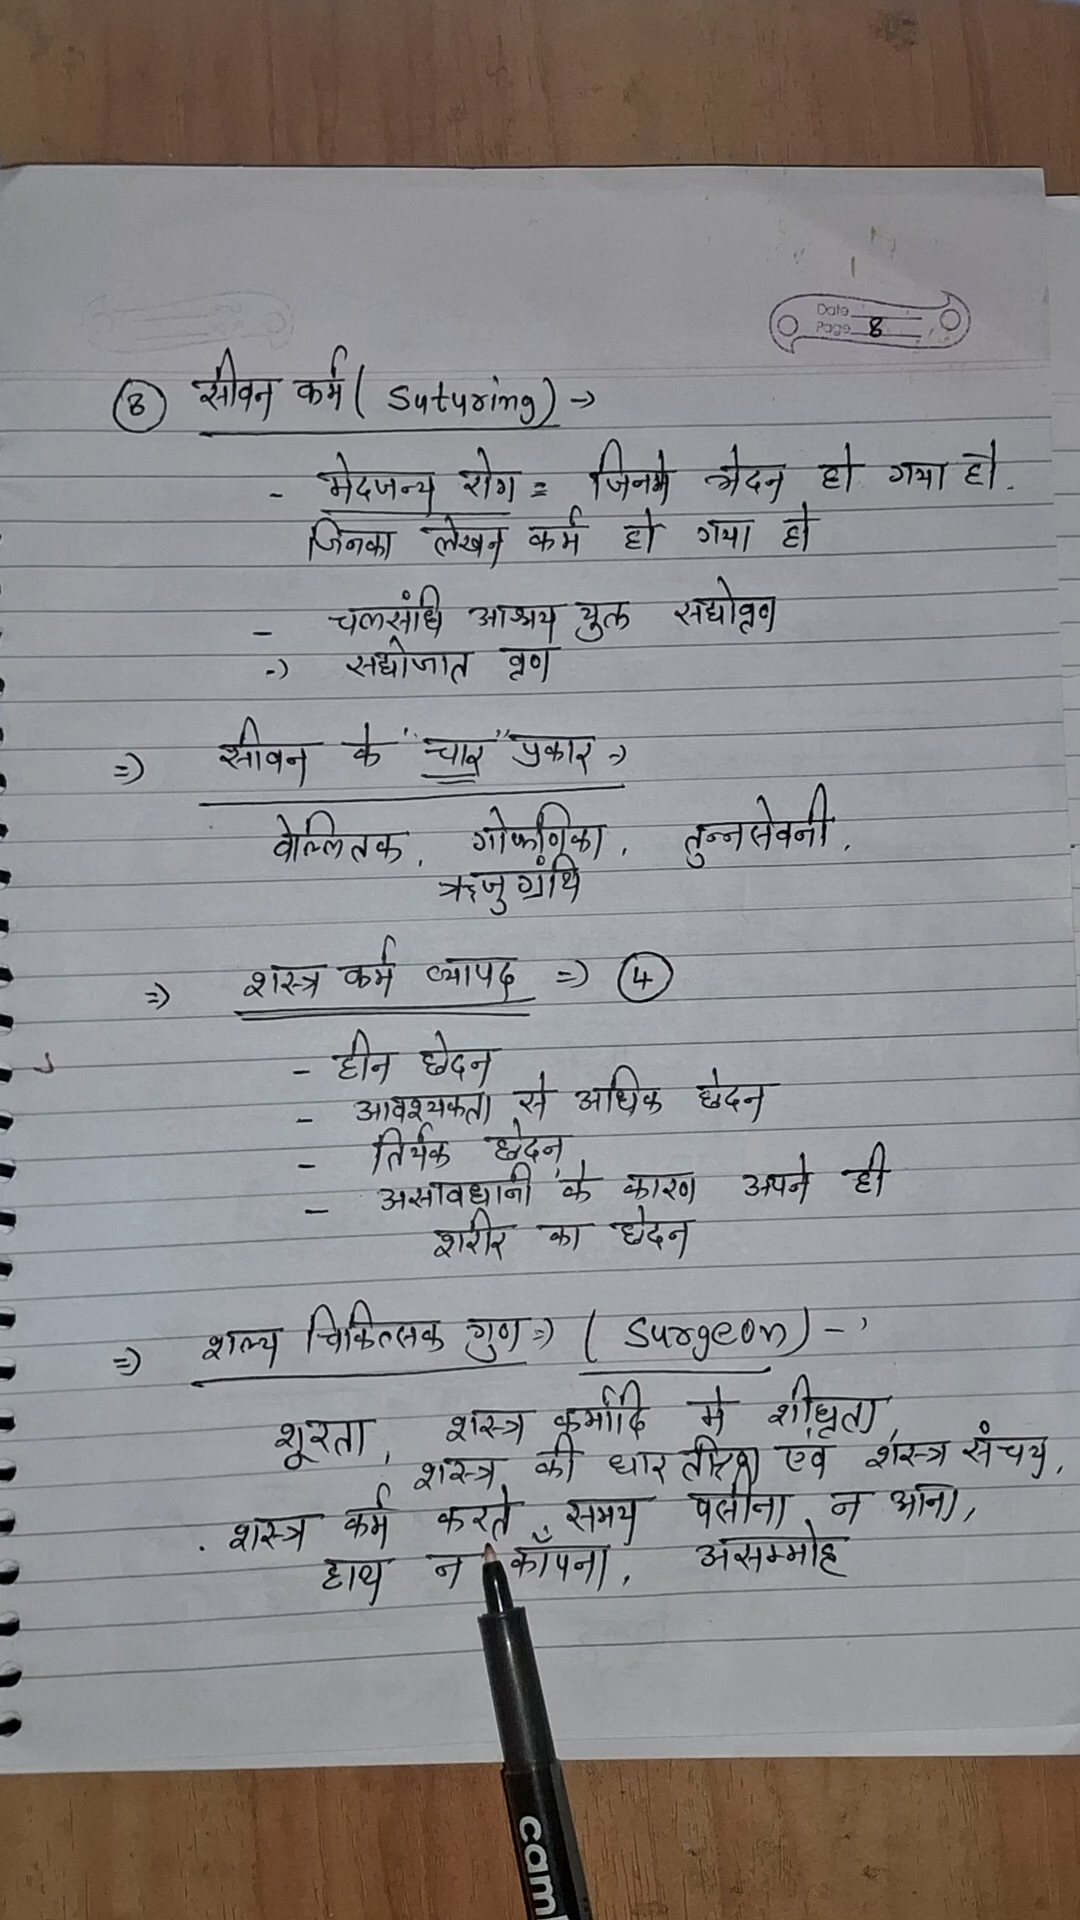 Date
Page 8
⑧ सीवन कर्म ( Suturing ) →
- मेदजन्य रोग = जिनमे भेदन हो गया हो.
जिनका लेखन कर्म हो गया हो
- चलसंधि आश्रय युक्त सद्योव्रण
→ सद्योजात व्रण
⇒ सीवन के "चार" प्रकार →
वेल्लितक, गोफणिका, तुन्नसेवनी,
ऋजु ग्रंथि
⇒ शस्त्र कर्म व्यापद ⇒ ④
- हीन छेदन
- आवश्यकता से अधिक छेदन
- तिर्यक छेदन
- असावधानी के कारण अपने ही
शरीर का छेदन
⇒ शल्य चिकित्सक गुण ⇒ ( Surgeon ) →
शूरता, शस्त्र कर्मादि मे शीघ्रता,
शस्त्र की धार तीक्ष्ण एवं शस्त्र संचय,
. शस्त्र कर्म करते समय पसीना न आना,
हाथ न काँपना, असम्मोह
cam